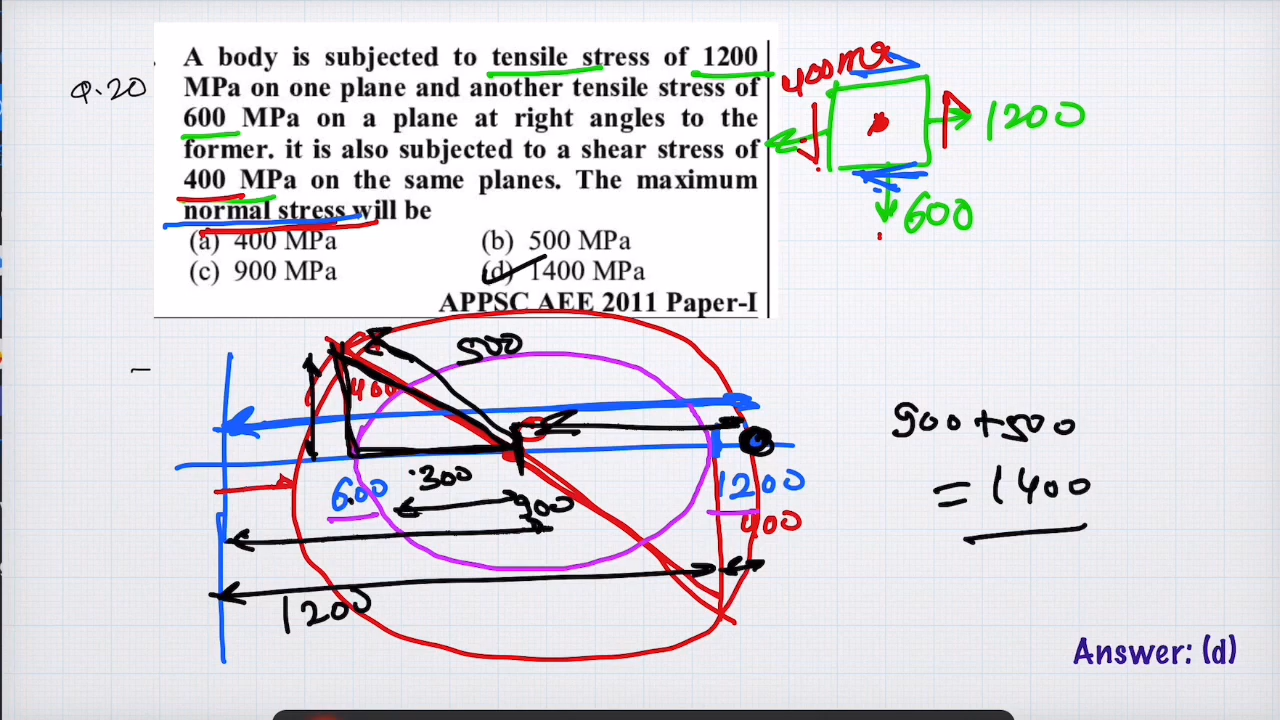 Q.20
A body is subjected to tensile stress of 1200
MPa on one plane and another tensile stress of
600 MPa on a plane at right angles to the
former. it is also subjected to a shear stress of
400 MPa on the same planes. The maximum
normal stress will be
(a) 400 MPa (b) 500 MPa
(c) 900 MPa (d) 1400 MPa
APPSC AEE 2011 Paper-I
1200
600
500
400
300
600
900
1200
400
1200
900+500
=1400
Answer: (d)